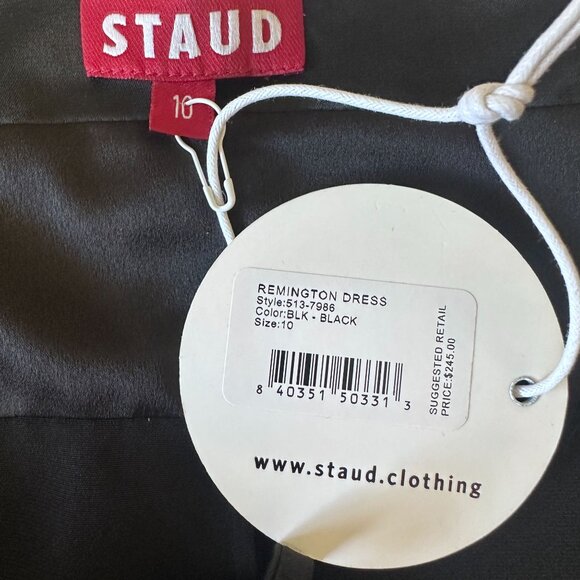 STAUD
10
REMINGTON DRESS
Style:513-7986
Color:BLK - BLACK
Size:10
8 40351 50331 3
SUGGESTED RETAIL
PRICE:$245.00
www.staud.clothing